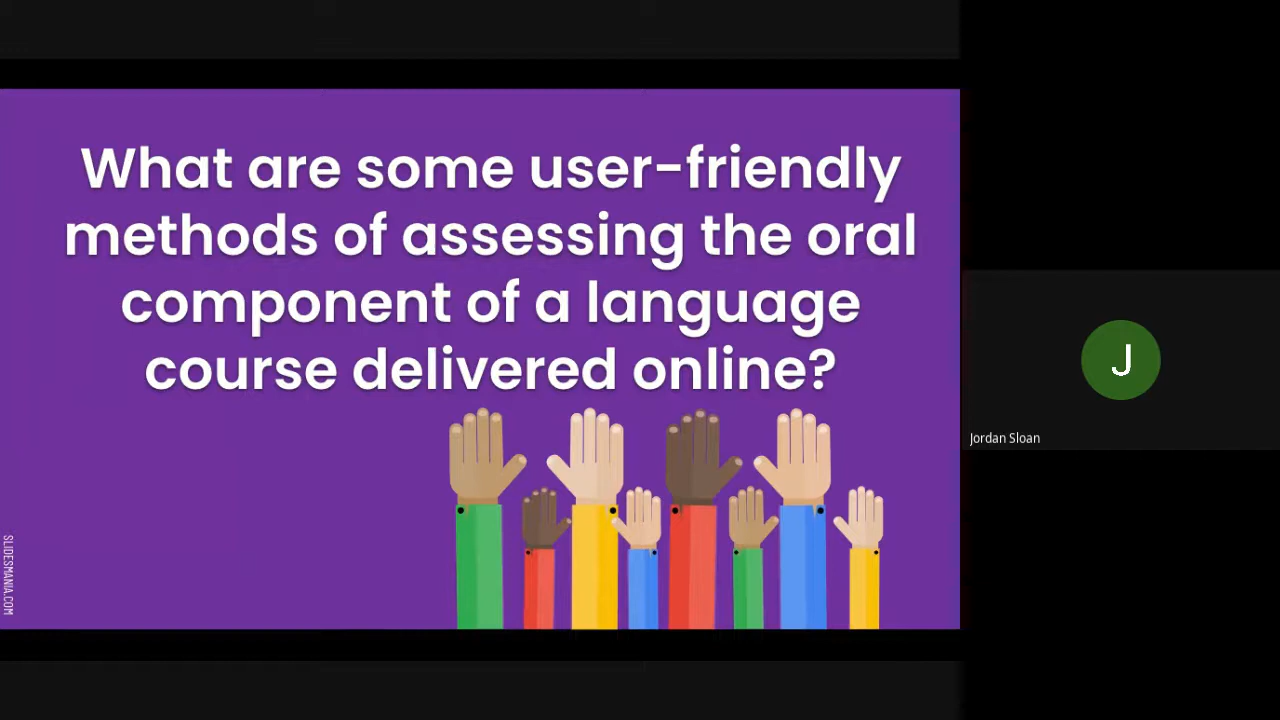 What are some user-friendly
methods of assessing the oral
component of a language
course delivered online?
SLIDESMANIA.COM
J
Jordan Sloan